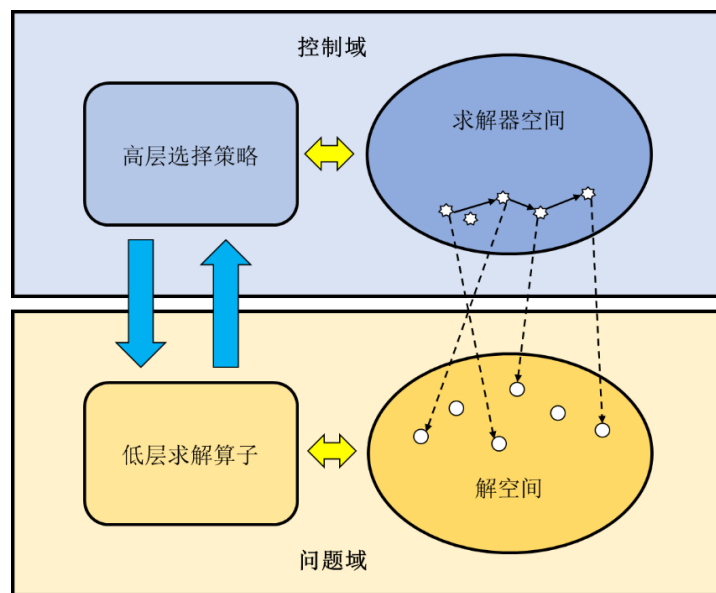 控制域
高层选择策略
求解器空间
低层求解算子
解空间
问题域